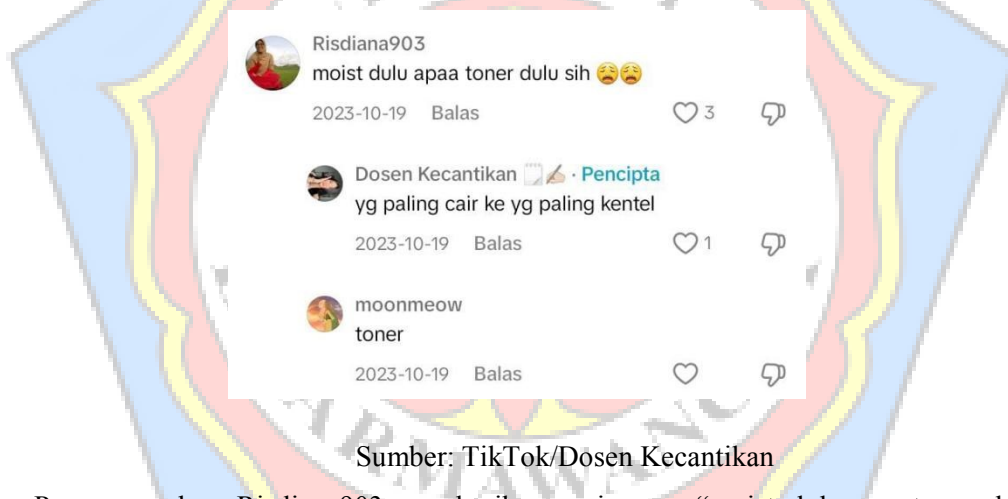 Risdiana903
moist dulu apaa toner dulu sih 😩😩
2023-10-19 Balas 3
Dosen Kecantikan 🗒️✍🏻 · Pencipta
yg paling cair ke yg paling kentel
2023-10-19 Balas 1
moonmeow
toner
2023-10-19 Balas
Sumber: TikTok/Dosen Kecantikan